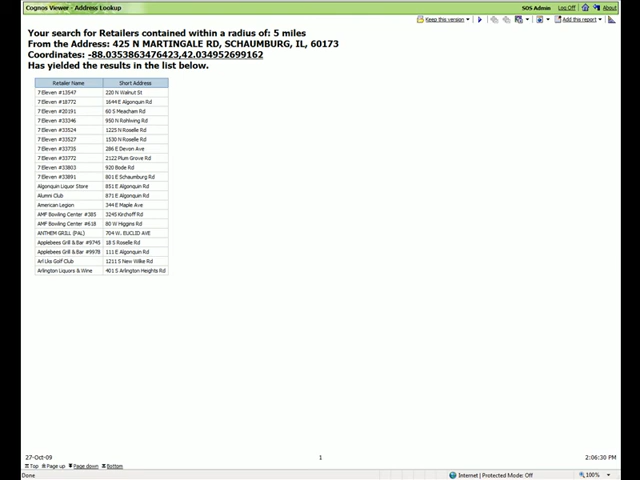 Cognos Viewer - Address Lookup SOS Admin Log Off About
Keep this version Add this report
Your search for Retailers contained within a radius of: 5 miles
From the Address: 425 N MARTINGALE RD, SCHAUMBURG, IL, 60173
Coordinates: -88.0353863476423,42.034952699162
Has yielded the results in the list below.
Retailer Name Short Address
7 Eleven #13547 220 N Walnut St
7 Eleven #18772 1644 E Algonquin Rd
7 Eleven #20191 60 S Meacham Rd
7 Eleven #33346 950 N Rohlwing Rd
7 Eleven #33524 1225 N Roselle Rd
7 Eleven #33527 1530 N Roselle Rd
7 Eleven #33735 286 E Devon Ave
7 Eleven #33772 2122 Plum Grove Rd
7 Eleven #33803 920 Bode Rd
7 Eleven #33891 801 E Schaumburg Rd
Algonquin Liquor Store 851 E Algonquin Rd
Alumni Club 871 E Algonquin Rd
American Legion 344 E Maple Ave
AMF Bowling Center #385 3245 Kirchoff Rd
AMF Bowling Center #618 80 W Higgins Rd
ANTHEM GRILL (PAL) 704 W. EUCLID AVE
Applebees Grill & Bar #9745 18 S Roselle Rd
Applebees Grill & Bar #9978 111 E Algonquin Rd
Arl Lks Golf Club 1211 S New Wilke Rd
Arlington Liquors & Wine 401 S Arlington Heights Rd
27-Oct-09 1 2:06:30 PM
Top Page up Page down Bottom
Done Internet | Protected Mode: Off 100%